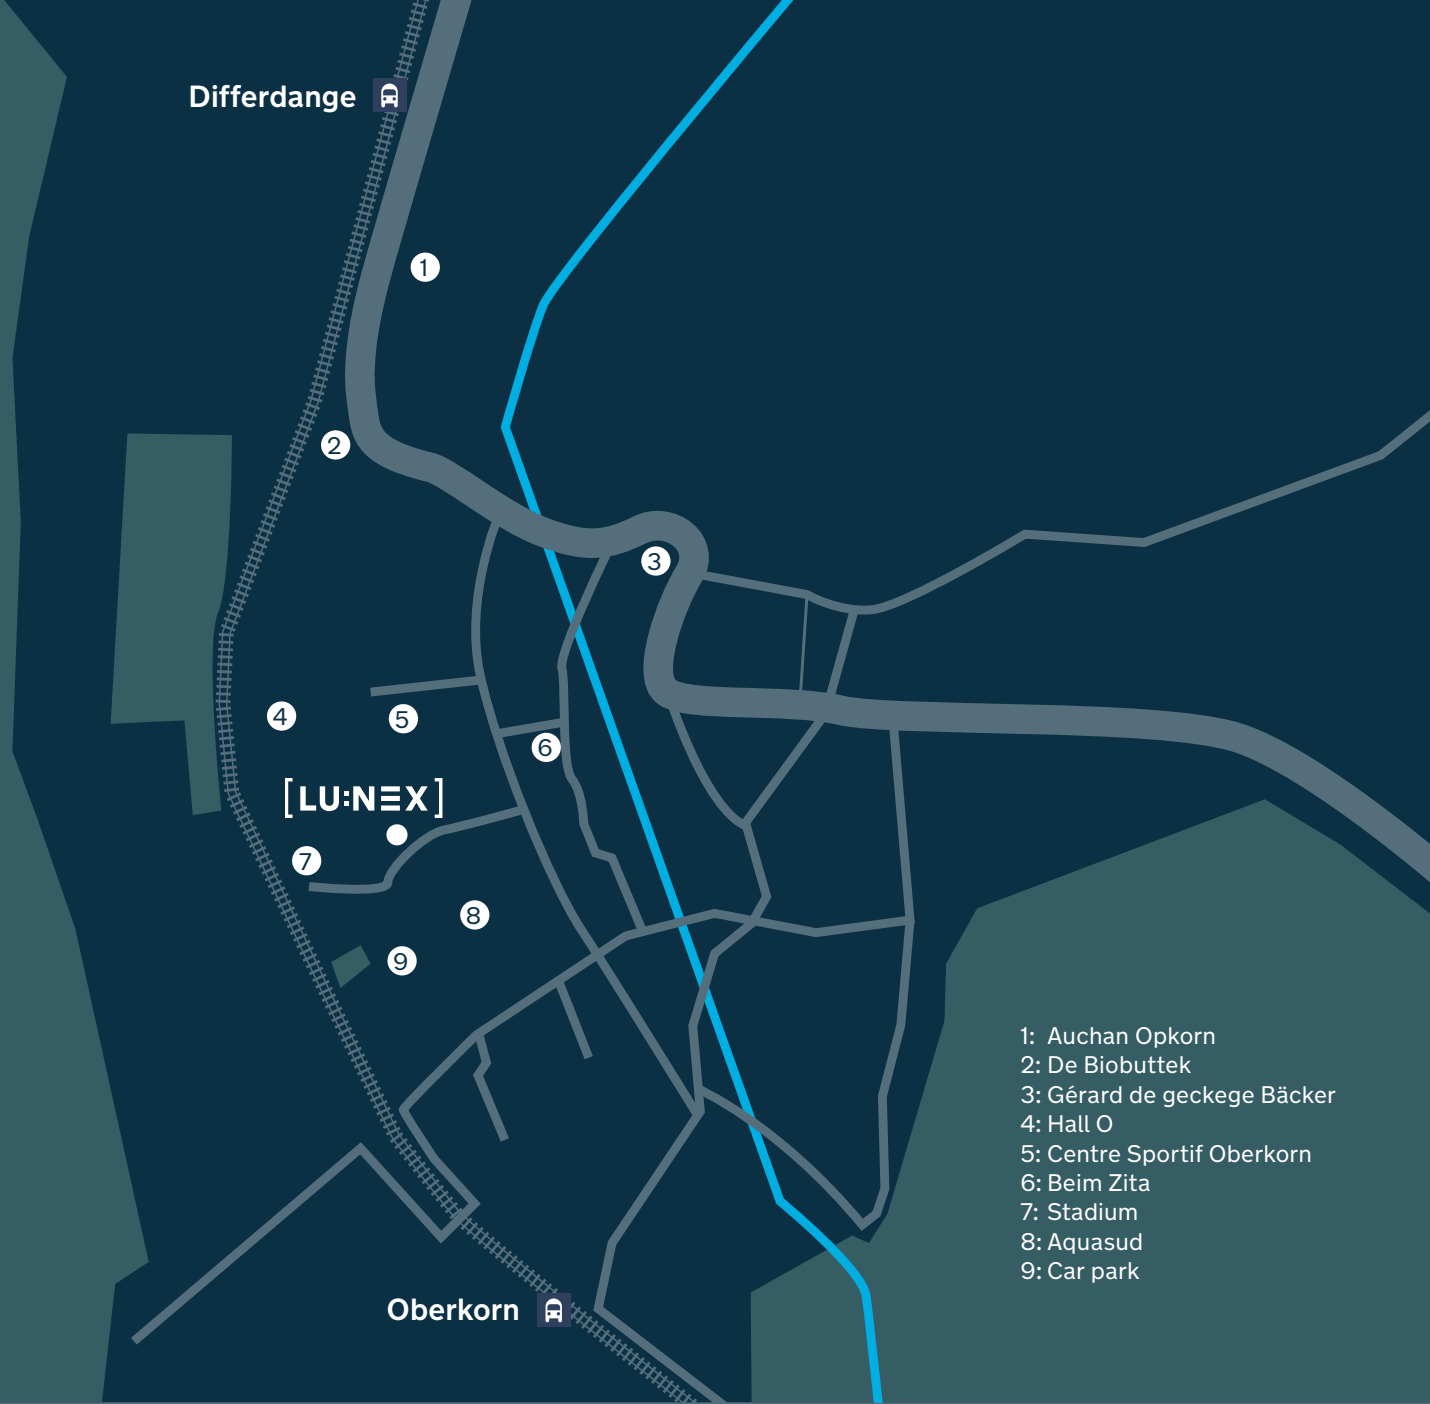 Differdange
1
2
3
4
5
6
[LU:NEX]
7
8
9
1: Auchan Opkorn
2: De Biobuttek
3: Gérard de geckege Bäcker
4: Hall O
5: Centre Sportif Oberkorn
6: Beim Zita
7: Stadium
8: Aquasud
9: Car park
Oberkorn